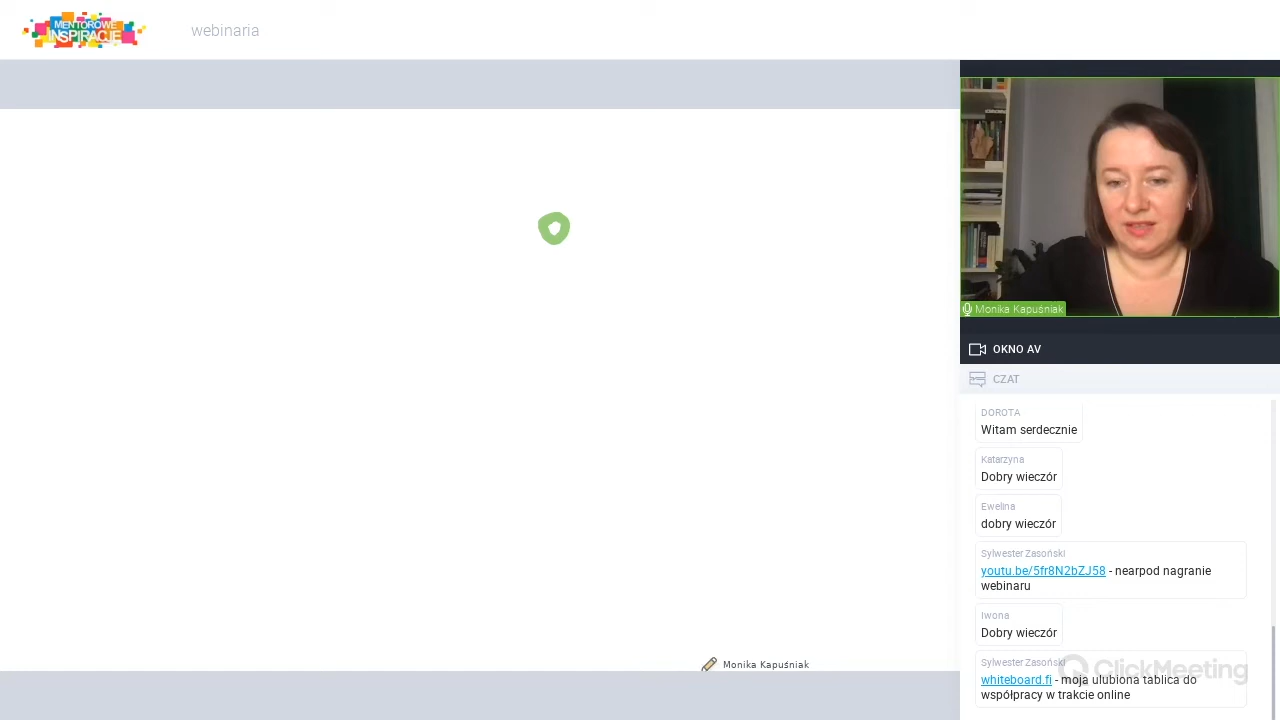 MENTOROWE
INSPIRACJE
webinaria
Monika Kapuśniak
OKNO AV
CZAT
DOROTA
Witam serdecznie
Katarzyna
Dobry wieczór
Ewelina
dobry wieczór
Sylwester Zasoński
youtu.be/5fr8N2bZJ58 - nearpod nagranie
webinaru
Iwona
Dobry wieczór
Sylwester Zasoński
whiteboard.fi - moja ulubiona tablica do
współpracy w trakcie online
ClickMeeting
Monika Kapuśniak